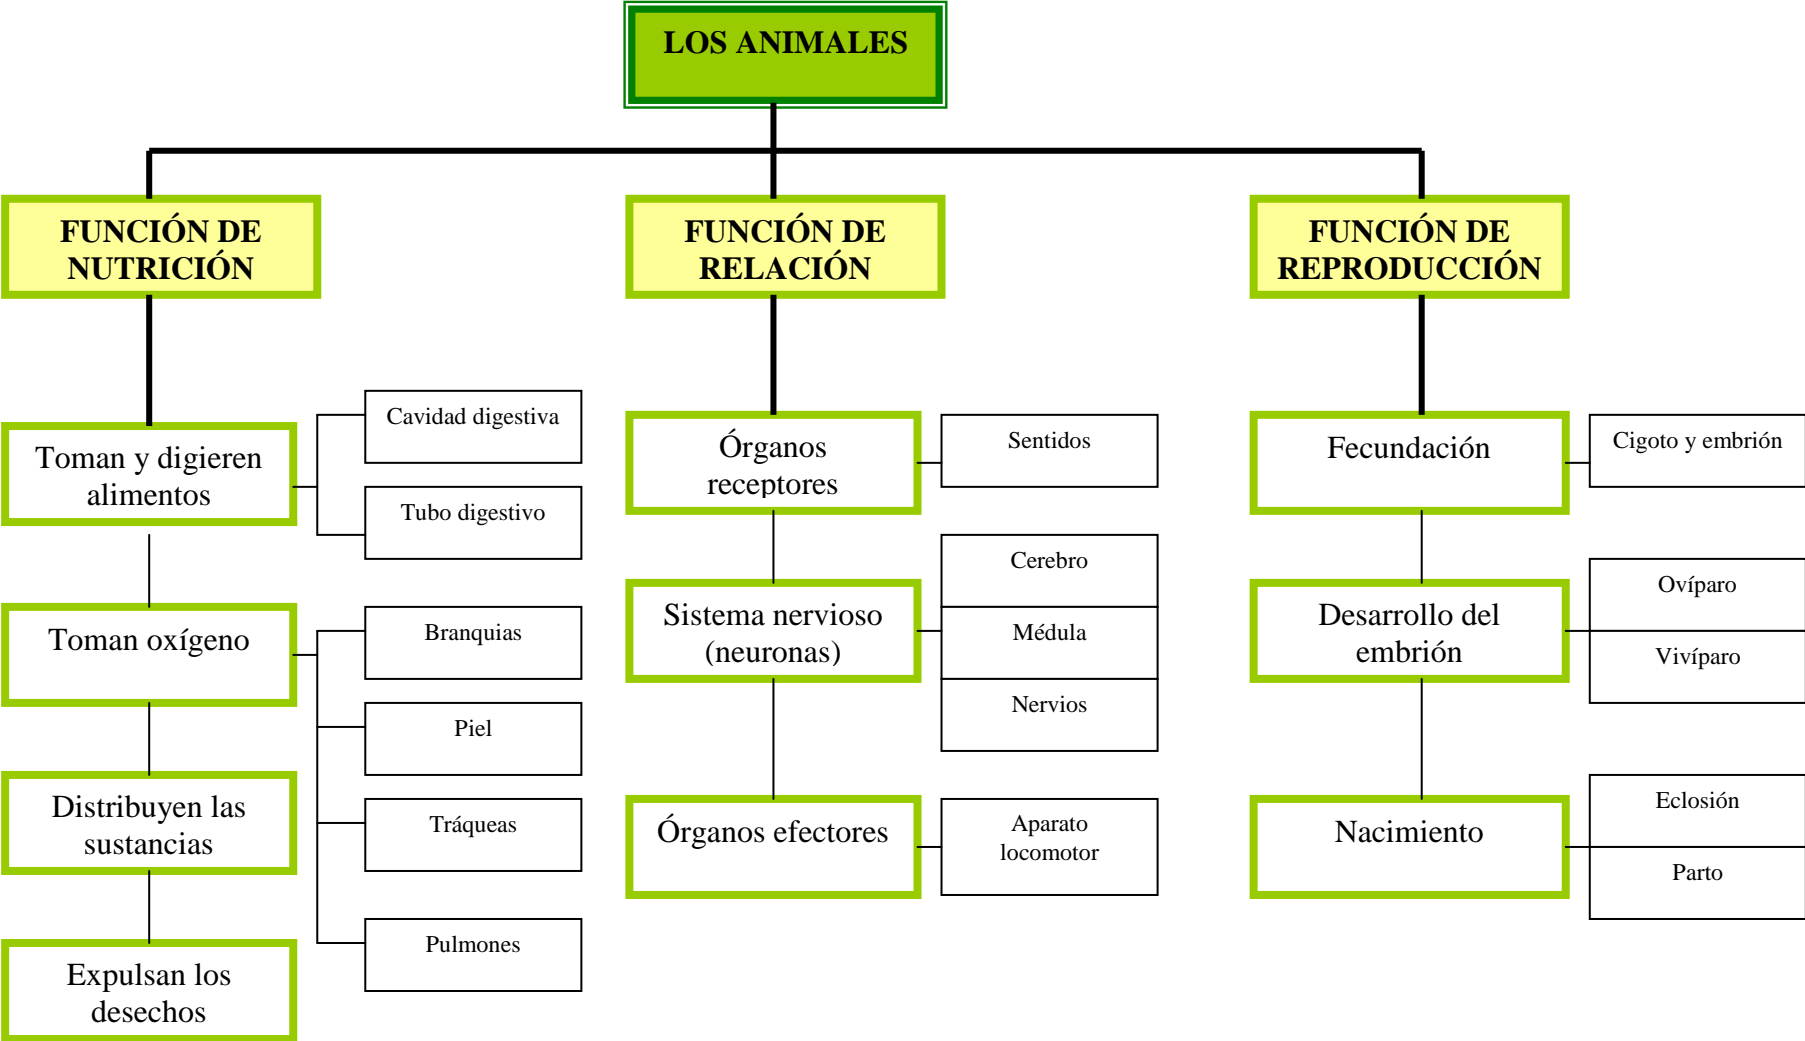 LOS ANIMALES
FUNCIÓN DE
NUTRICIÓN
Toman y digieren
alimentos
Cavidad digestiva
Tubo digestivo
Toman oxígeno
Branquias
Piel
Tráqueas
Pulmones
Distribuyen las
sustancias
Expulsan los
desechos
FUNCIÓN DE
RELACIÓN
Órganos
receptores
Sentidos
Sistema nervioso
(neuronas)
Cerebro
Médula
Nervios
Órganos efectores
Aparato
locomotor
FUNCIÓN DE
REPRODUCCIÓN
Fecundación
Cigoto y embrión
Desarrollo del
embrión
Ovíparo
Vivíparo
Nacimiento
Eclosión
Parto